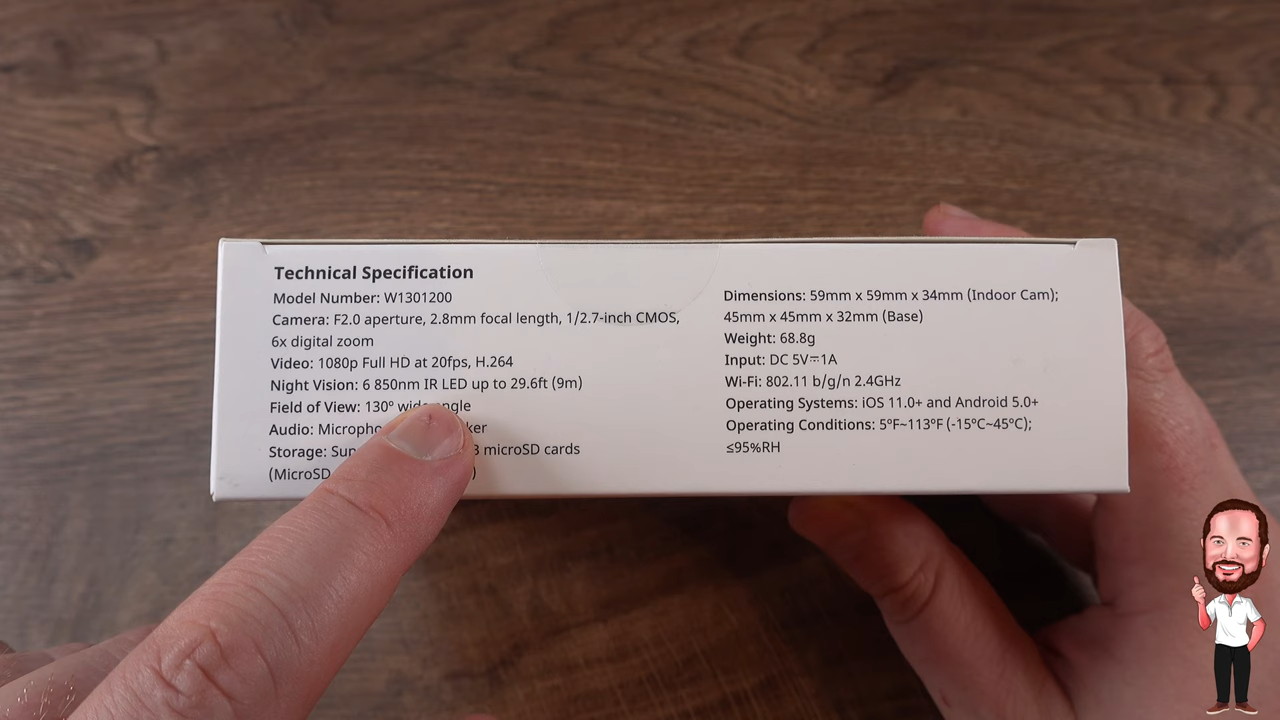 Technical Specification
Model Number: W1301200
Camera: F2.0 aperture, 2.8mm focal length, 1/2.7-inch CMOS,
6x digital zoom
Video: 1080p Full HD at 20fps, H.264
Night Vision: 6 850nm IR LED up to 29.6ft (9m)
Field of View: 130º wide angle
Audio:
Storage: microSD cards
(MicroSD )
Dimensions: 59mm x 59mm x 34mm (Indoor Cam);
45mm x 45mm x 32mm (Base)
Weight: 68.8g
Input: DC 5V⎓1A
Wi-Fi: 802.11 b/g/n 2.4GHz
Operating Systems: iOS 11.0+ and Android 5.0+
Operating Conditions: 5ºF~113ºF (-15ºC~45ºC);
≤95%RH